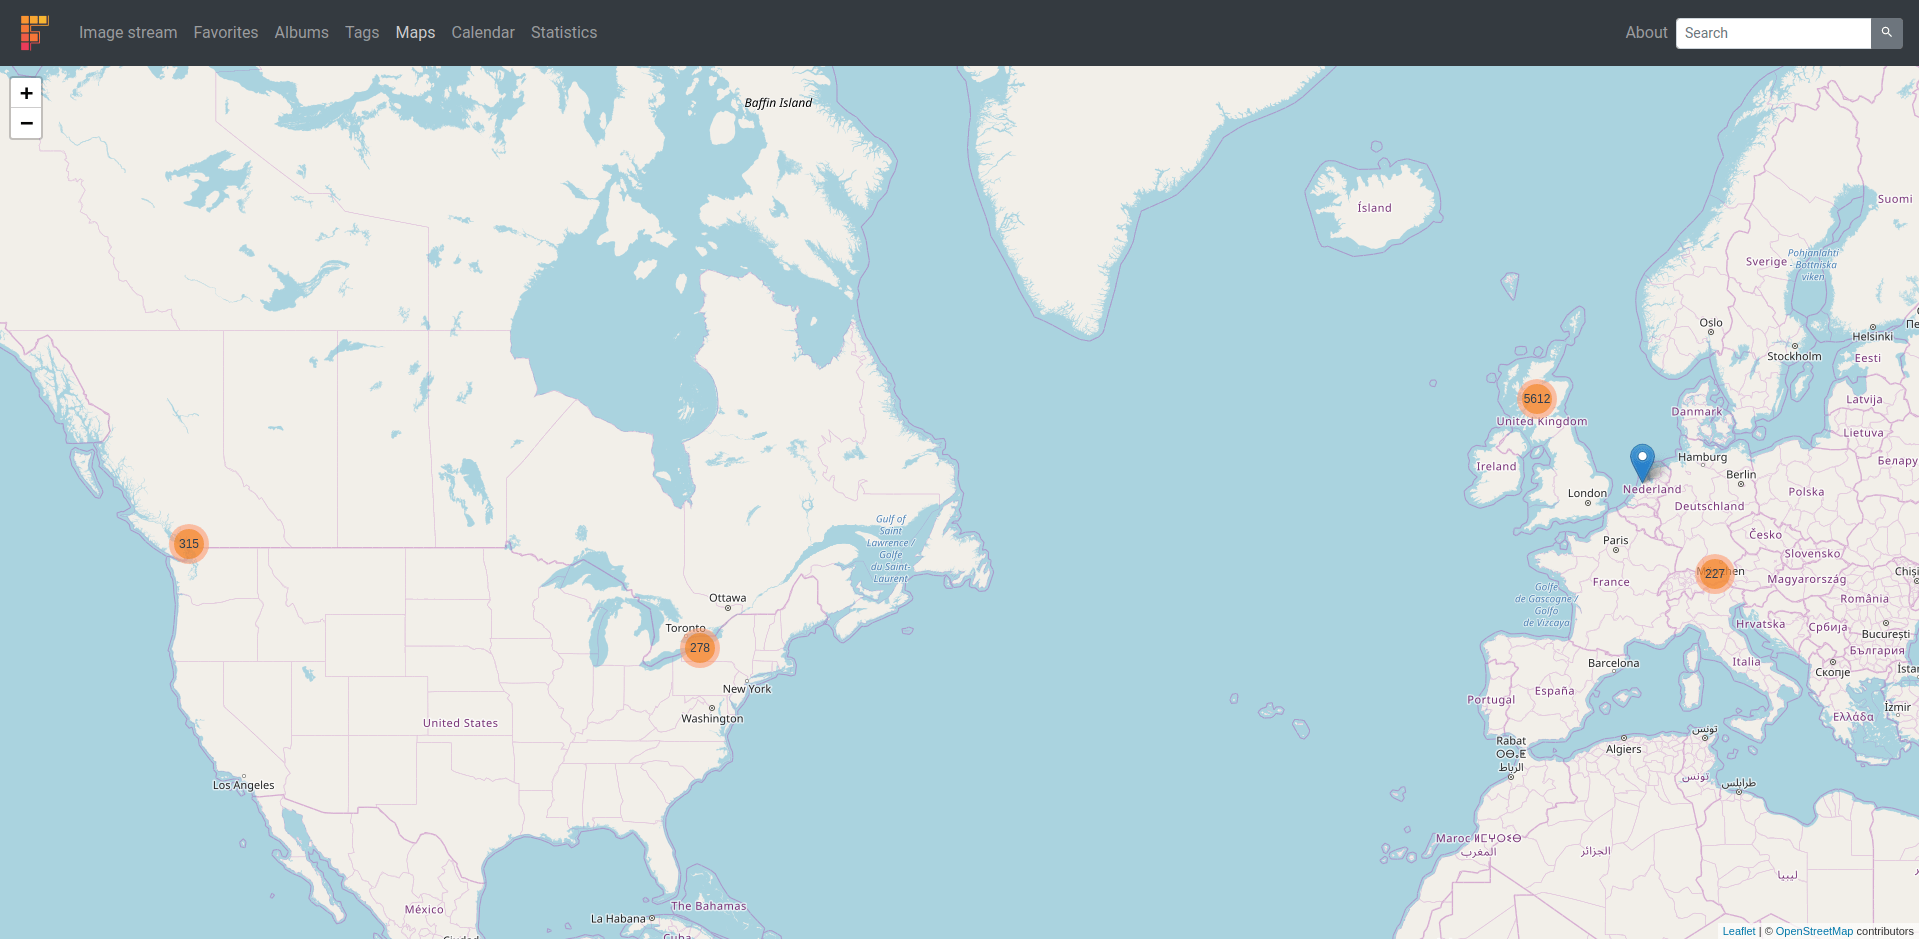 Image stream Favorites Albums Tags Maps Calendar Statistics About Search
+
−
Baffin Island
Ísland
Suomi
Sverige
Pohjanlahti
Bottniska
viken
Oslo
Helsinki
Stockholm
Eesti
Latvija
5612
United Kingdom
Danmark
Lietuva
Hamburg
Беларy
Ireland
Berlin
Nederland
London
Polska
Deutschland
Gulf of
Saint
Lawrence /
Golfe
du Saint-
Laurent
315
Paris
Česko
Slovensko
227
Magyarország
France
Golfe
de Gascogne /
Golfo
de Vizcaya
România
Ottawa
Toronto
278
Hrvatska
Србија
București
България
Barcelona
Italia
Скопје
New York
España
Portugal
Washington
United States
İzmir
Ελλάδα
Rabat
ⵔⴱⴰⵟ
الرباط
Algiers
تونس
تونس
طرابلس
Los Angeles
Maroc ⵍⵎⵖⵔⵉⴱ
المغرب
الجزائر
ليبيا
México
The Bahamas
La Habana
Cuba
Leaflet | © OpenStreetMap contributors